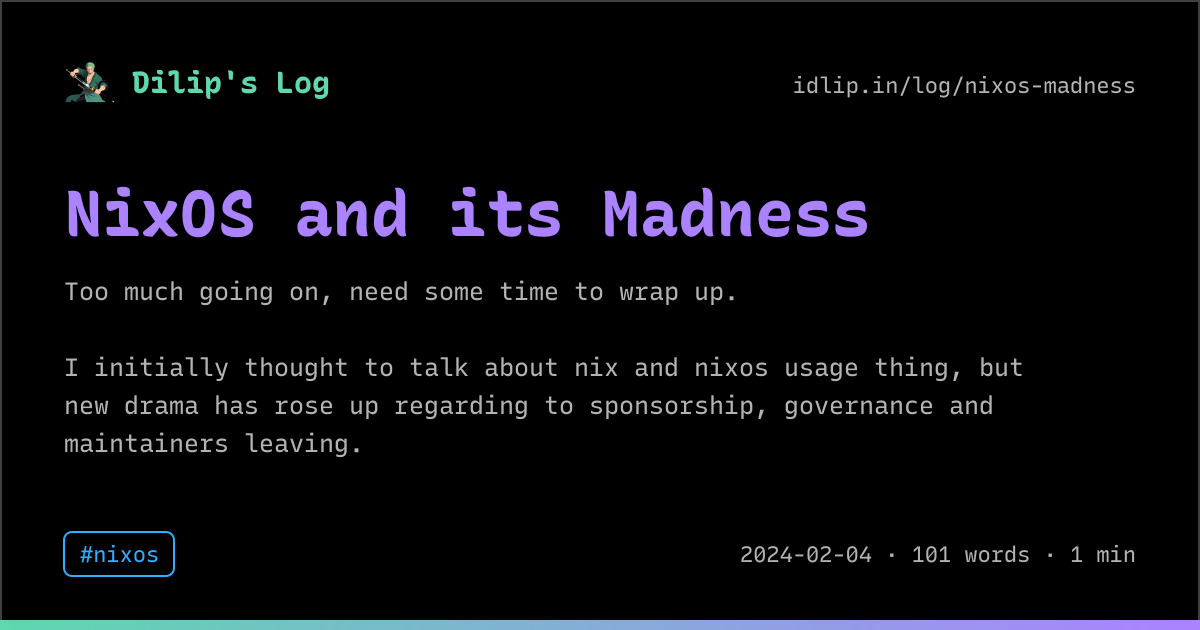 Dilip's Log
idlip.in/log/nixos-madness
NixOS and its Madness
Too much going on, need some time to wrap up.
I initially thought to talk about nix and nixos usage thing, but
new drama has rose up regarding to sponsorship, governance and
maintainers leaving.
#nixos
2024-02-04 · 101 words · 1 min